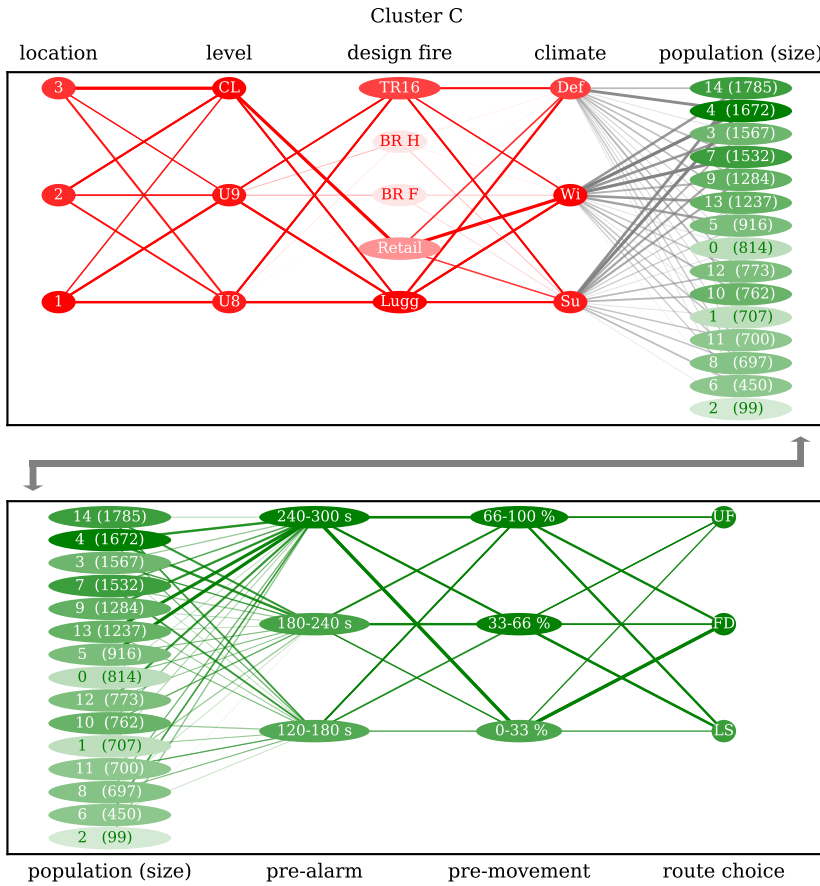 Cluster C
location level design fire climate population (size)
3 CL TR16 Def 14 (1785)
4 (1672)
BR H 3 (1567)
7 (1532)
2 U9 BR F Wi 9 (1284)
13 (1237)
5 (916)
Retail 0 (814)
12 (773)
1 U8 Lugg Su 10 (762)
1 (707)
11 (700)
8 (697)
6 (450)
2 (99)
14 (1785) 240-300 s 66-100 % UF
4 (1672)
3 (1567)
7 (1532)
9 (1284)
13 (1237) 180-240 s 33-66 % FD
5 (916)
0 (814)
12 (773)
10 (762) 120-180 s 0-33 % LS
1 (707)
11 (700)
8 (697)
6 (450)
2 (99)
population (size) pre-alarm pre-movement route choice